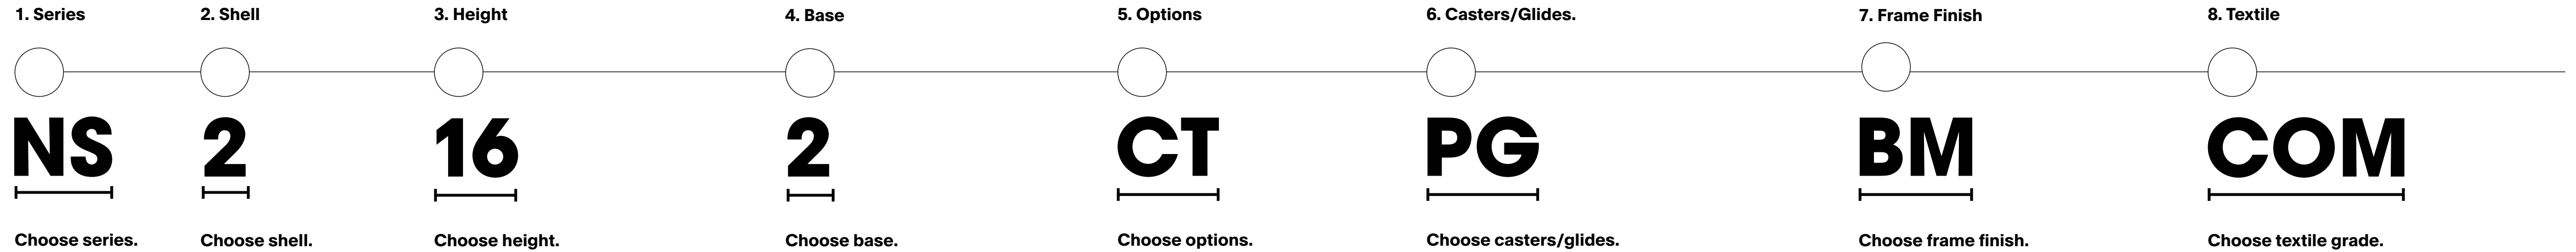 1. Series 2. Shell 3. Height 4. Base 5. Options 6. Casters/Glides. 7. Frame Finish 8. Textile
NS 2 16 2 CT PG BM COM
Choose series. Choose shell. Choose height. Choose base. Choose options. Choose casters/glides. Choose frame finish. Choose textile grade.